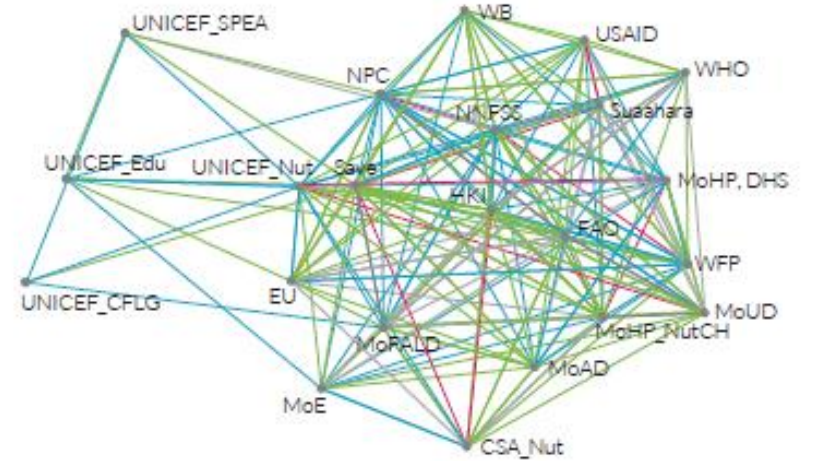 WB
UNICEF_SPEA
USAID
WHO
NPC
Suaahara
UNICEF_Edu
UNICEF_Nut
Save
MoHP, DHS
HKI
FAO
WFP
EU
UNICEF_CFLG
MoUD
MoHP_NutCH
MoFALD
MoAD
MoE
CSA_Nut